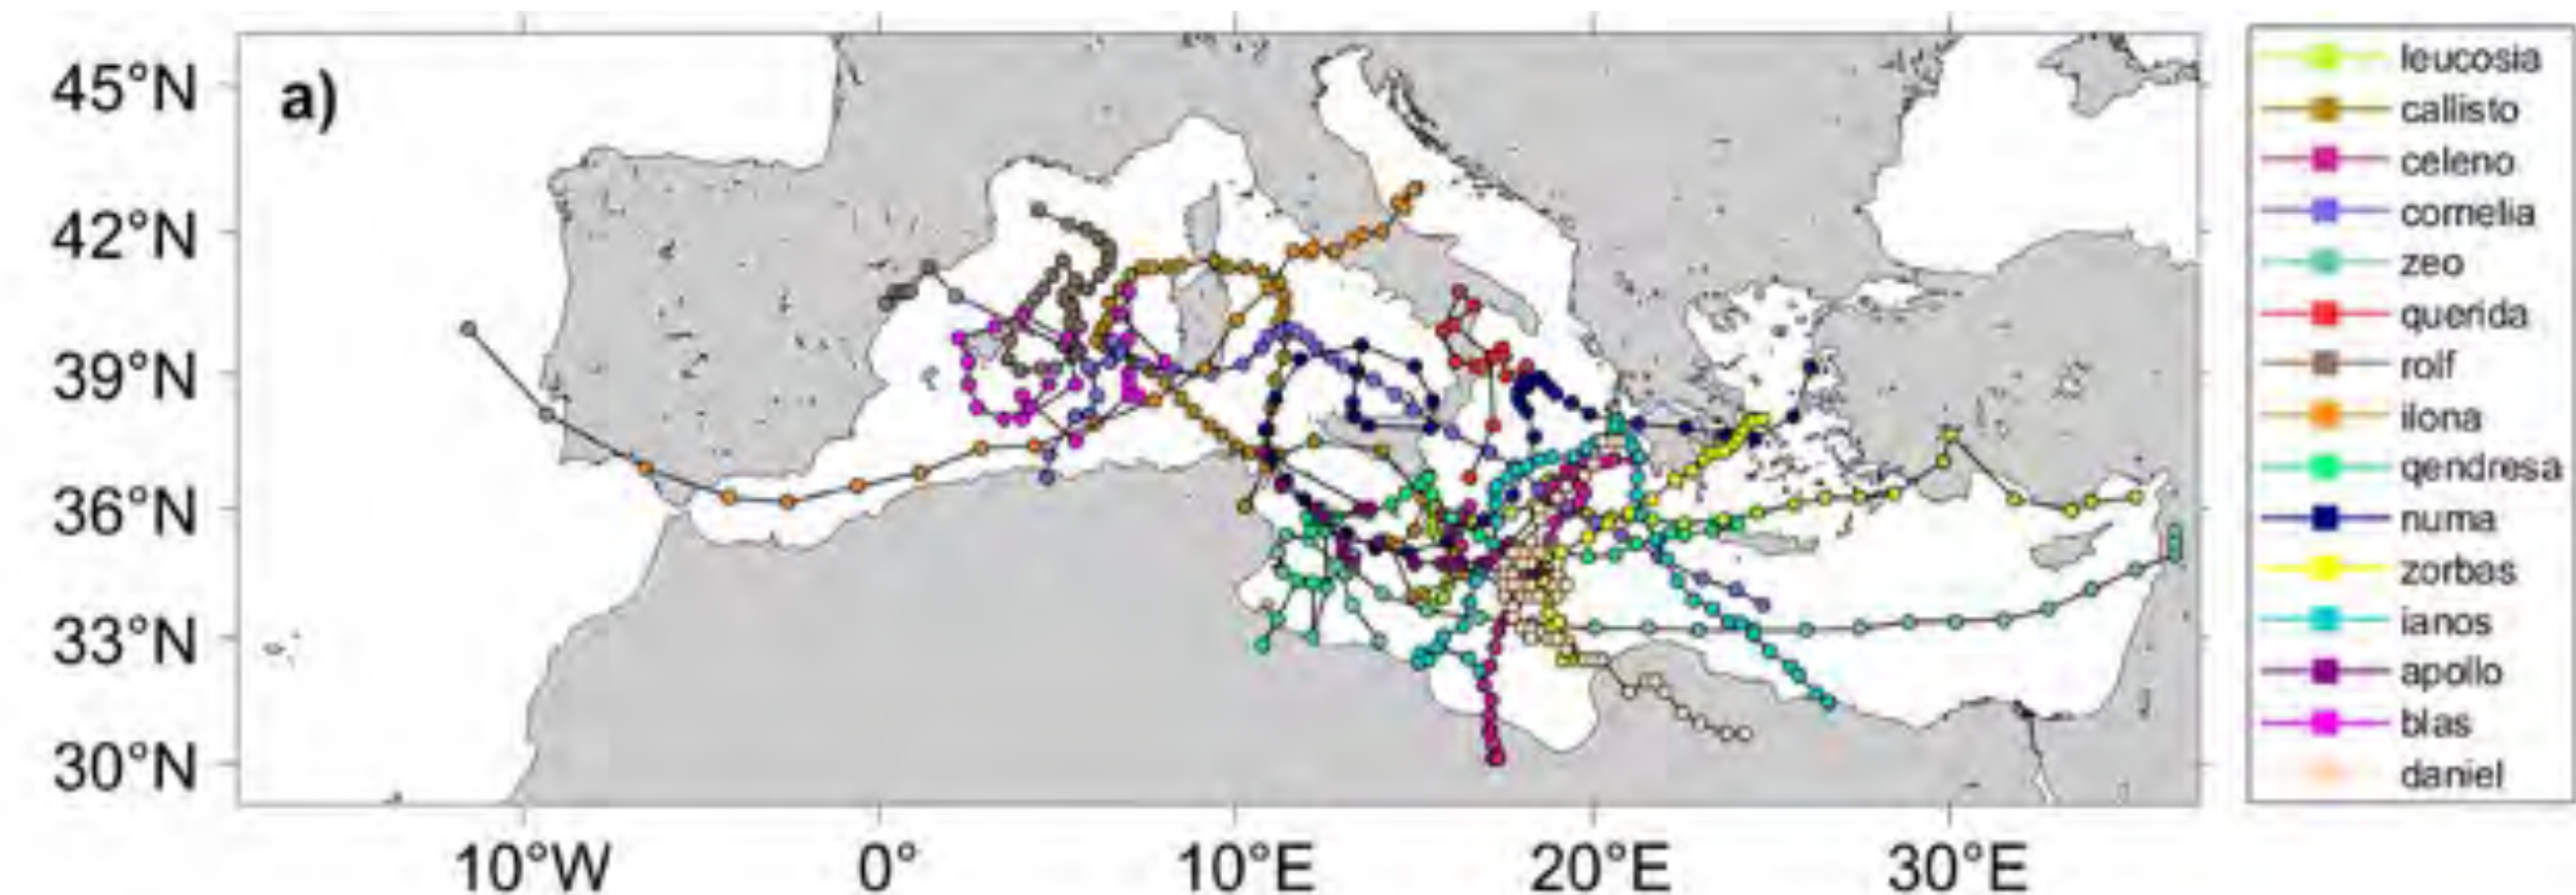 a)
45°N
42°N
39°N
36°N
33°N
30°N
10°W 0° 10°E 20°E 30°E
leucosia
callisto
celeno
cornelia
zeo
querida
rolf
ilona
qendresa
numa
zorbas
ianos
apollo
blas
daniel